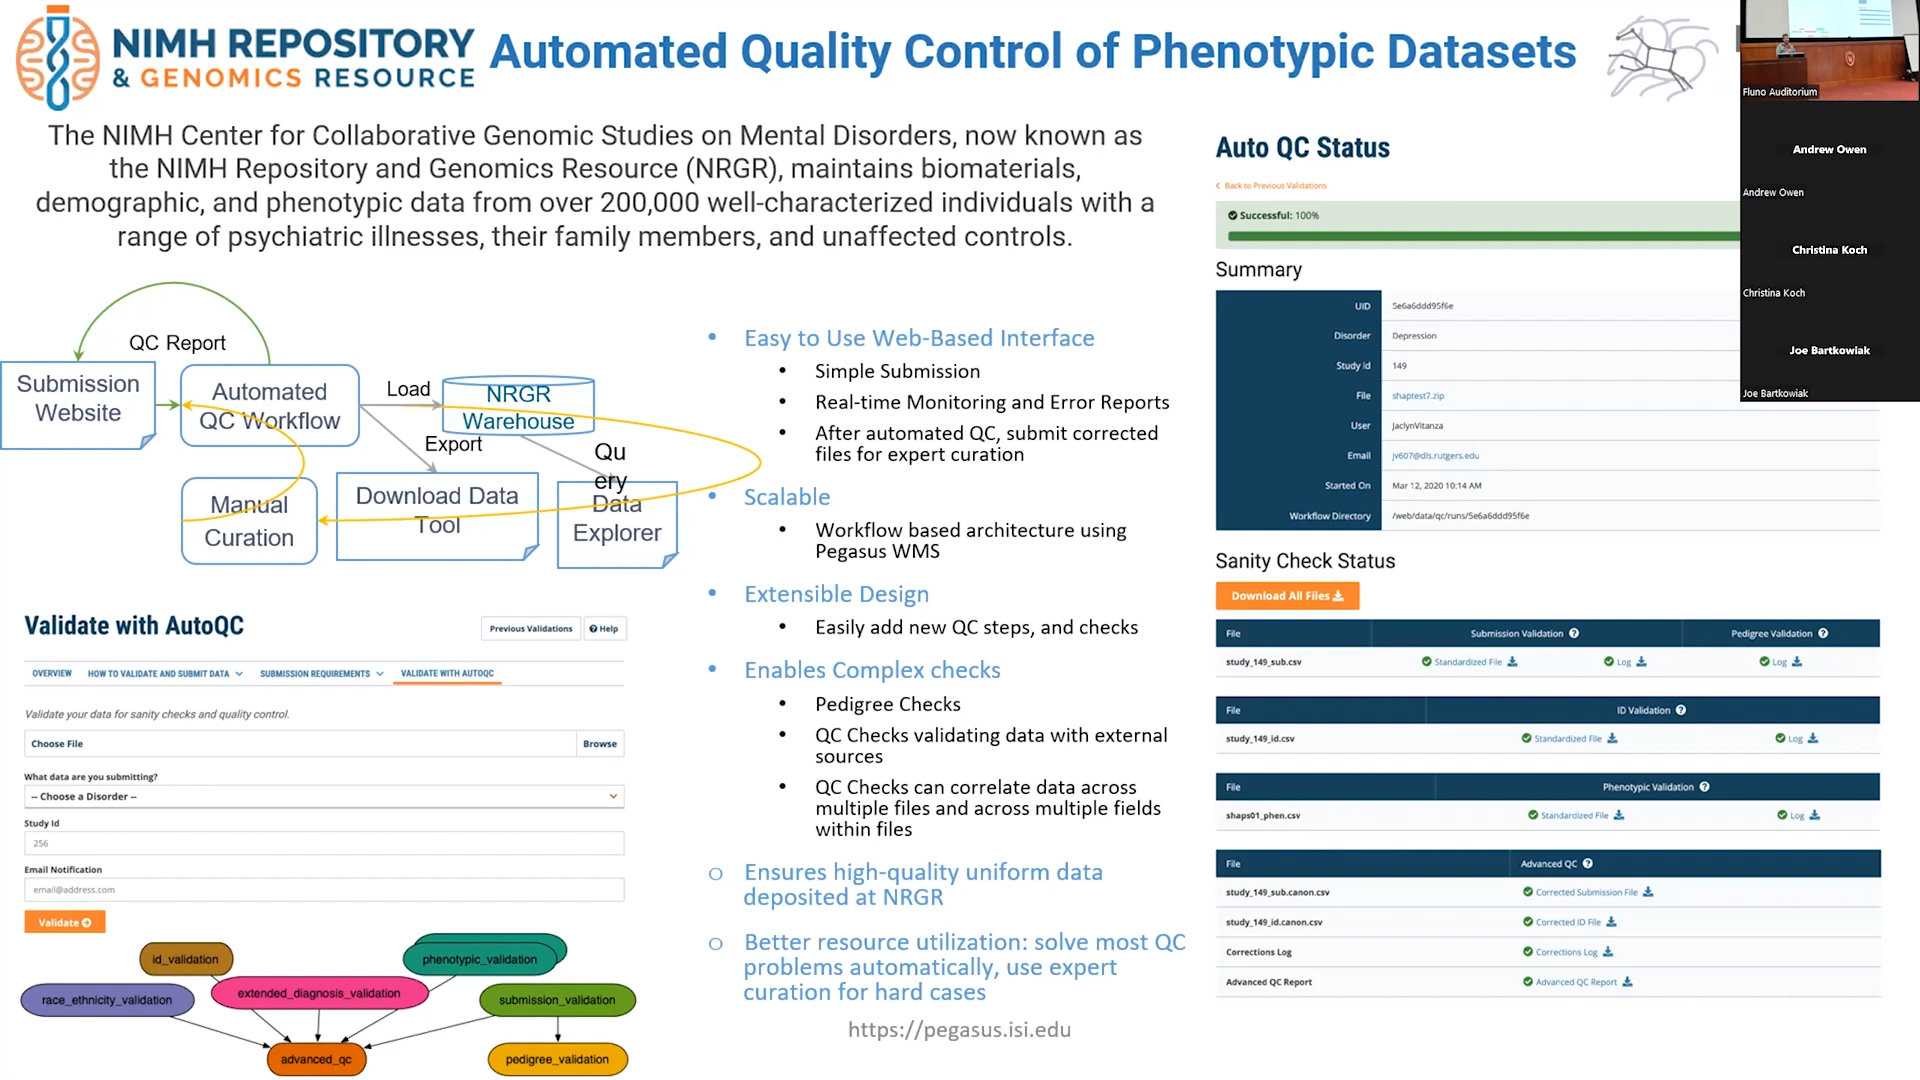 NIMH REPOSITORY
& GENOMICS RESOURCE
Automated Quality Control of Phenotypic Datasets
The NIMH Center for Collaborative Genomic Studies on Mental Disorders, now known as
the NIMH Repository and Genomics Resource (NRGR), maintains biomaterials,
demographic, and phenotypic data from over 200,000 well-characterized individuals with a
range of psychiatric illnesses, their family members, and unaffected controls.
QC Report
Submission
Website
Automated
QC Workflow
Load
NRGR
Warehouse
Export
Qu
ery
Manual
Curation
Download Data
Tool
Data
Explorer
Validate with AutoQC
Previous Validations
Help
OVERVIEW
HOW TO VALIDATE AND SUBMIT DATA
SUBMISSION REQUIREMENTS
VALIDATE WITH AUTOQC
Validate your data for sanity checks and quality control.
Choose File
Browse
What data are you submitting?
-- Choose a Disorder --
Study Id
256
Email Notification
email@address.com
Validate
id_validation
phenotypic_validation
race_ethnicity_validation
extended_diagnosis_validation
submission_validation
advanced_qc
pedigree_validation
• Easy to Use Web-Based Interface
• Simple Submission
• Real-time Monitoring and Error Reports
• After automated QC, submit corrected
files for expert curation
• Scalable
• Workflow based architecture using
Pegasus WMS
• Extensible Design
• Easily add new QC steps, and checks
• Enables Complex checks
• Pedigree Checks
• QC Checks validating data with external
sources
• QC Checks can correlate data across
multiple files and across multiple fields
within files
o Ensures high-quality uniform data
deposited at NRGR
o Better resource utilization: solve most QC
problems automatically, use expert
curation for hard cases
https://pegasus.isi.edu
Auto QC Status
Back to Previous Validations
Successful: 100%
Summary
UID 5e6a6ddd95f6e
Disorder Depression
Study Id 149
File shaptest7.zip
User JaclynVitanza
Email jv607@dls.rutgers.edu
Started On Mar 12, 2020 10:14 AM
Workflow Directory /web/data/qc/runs/5e6a6ddd95f6e
Sanity Check Status
Download All Files
File Submission Validation Pedigree Validation
study_149_sub.csv Standardized File Log Log
File ID Validation
study_149_id.csv Standardized File Log
File Phenotypic Validation
shaps01_phen.csv Standardized File Log
File Advanced QC
study_149_sub.canon.csv Corrected Submission File
study_149_id.canon.csv Corrected ID File
Corrections Log Corrections Log
Advanced QC Report Advanced QC Report
Fluno Auditorium
Andrew Owen
Andrew Owen
Christina Koch
Christina Koch
Joe Bartkowiak
Joe Bartkowiak